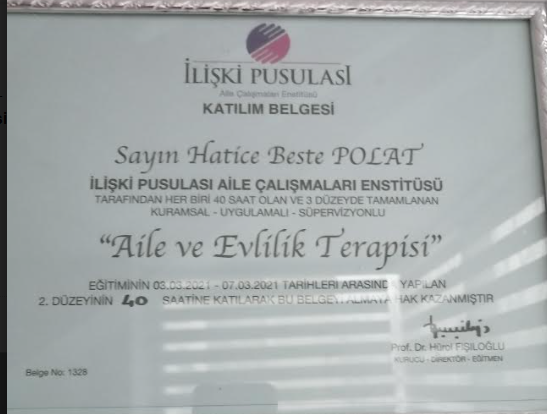 İLİŞKİ PUSULASI
Aile Çalışmaları Enstitüsü
KATILIM BELGESİ
Sayın Hatice Beste POLAT
İLİŞKİ PUSULASI AİLE ÇALIŞMALARI ENSTİTÜSÜ
TARAFINDAN HER BİRİ 40 SAAT OLAN VE 3 DÜZEYDE TAMAMLANAN
KURAMSAL - UYGULAMALI - SÜPERVİZYONLU
“Aile ve Evlilik Terapisi”
EĞİTİMİNİN 03.03.2021 - 07.03.2021 TARİHLERİ ARASINDA YAPILAN
2. DÜZEYİNİN 40 SAATİNE KATILARAK BU BELGEYİ ALMAYA HAK KAZANMIŞTIR
Prof. Dr. Hürol FIŞILOĞLU
KURUCU - DİREKTÖR - EĞİTMEN
Belge No: 1328